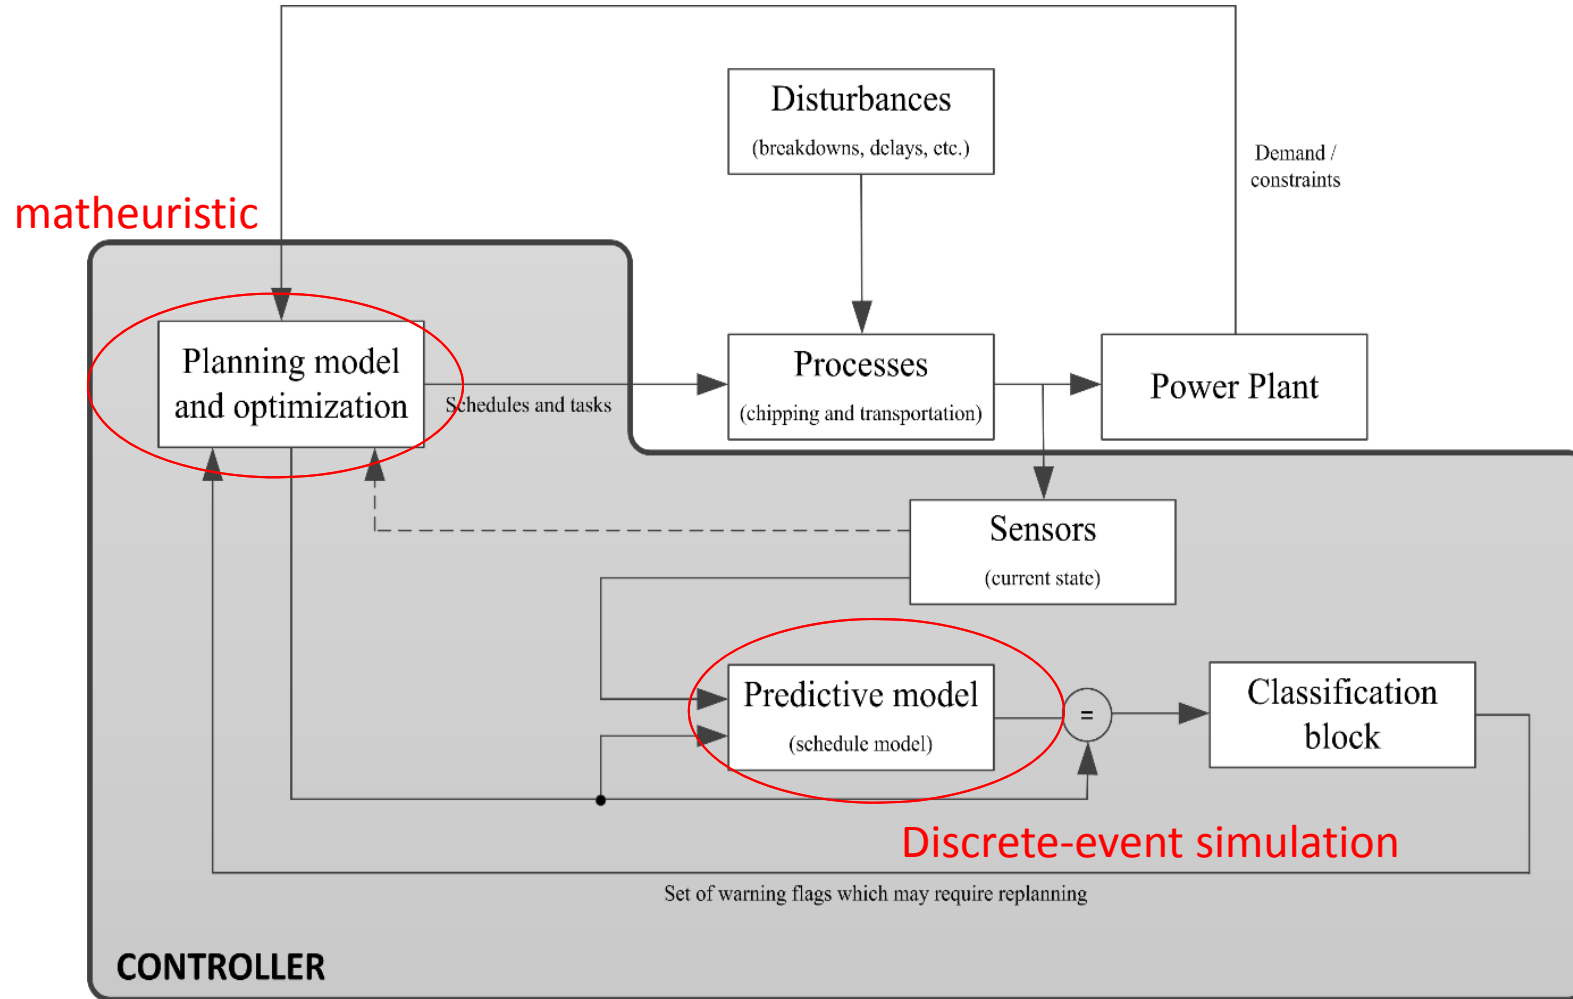 Disturbances
(breakdowns, delays, etc.)
Demand /
constraints
matheuristic
Planning model
and optimization
Schedules and tasks
Processes
(chipping and transportation)
Power Plant
Sensors
(current state)
Predictive model
(schedule model)
=
Classification
block
Discrete-event simulation
Set of warning flags which may require replanning
CONTROLLER